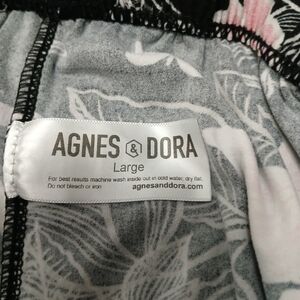 AGNES & DORA
Large
For best results machine wash inside out in cold water, dry flat.
Do not bleach or iron
agnesanddora.com